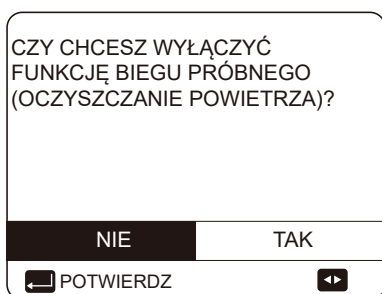 CZY CHCESZ WYŁĄCZYĆ
FUNKCJĘ BIEGU PRÓBNEGO
(OCZYSZCZANIE POWIETRZA)?
NIE TAK
POTWIERDZ